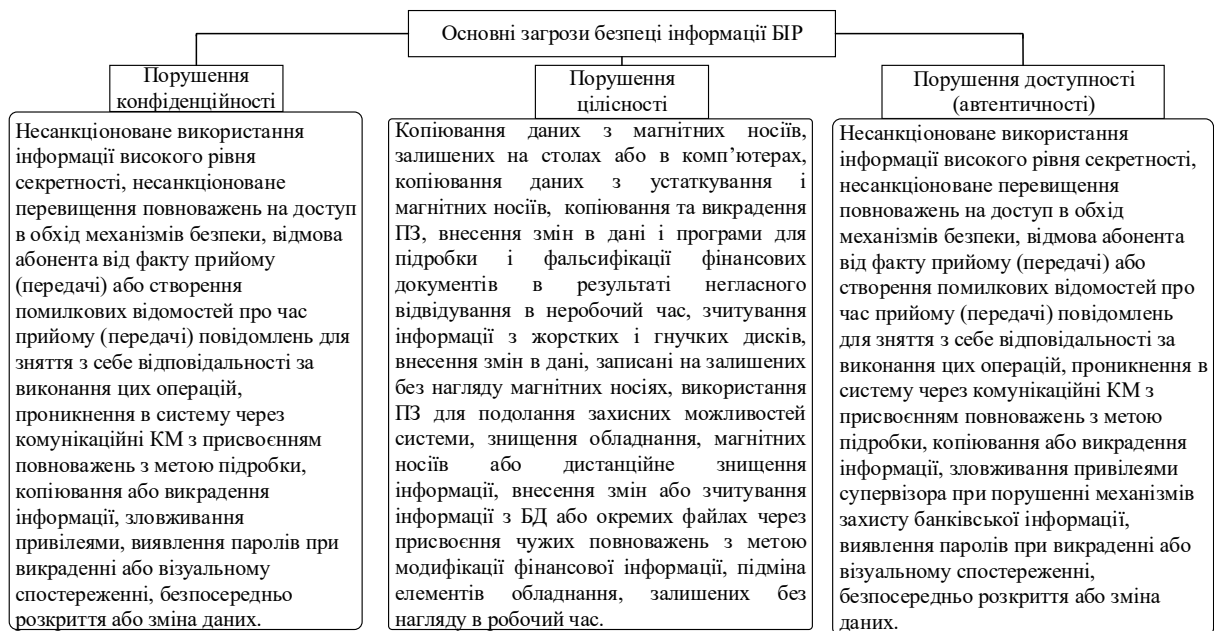 Основні загрози безпеці інформації БІР
Порушення
конфіденційності
Несанкціоноване використання
інформації високого рівня
секретності, несанкціоноване
перевищення повноважень на доступ
в обхід механізмів безпеки, відмова
абонента від факту прийому
(передачі) або створення
помилкових відомостей про час
прийому (передачі) повідомлень для
зняття з себе відповідальності за
виконання цих операцій,
проникнення в систему через
комунікаційні КМ з присвоєнням
повноважень з метою підробки,
копіювання або викрадення
інформації, зловживання
привілеями, виявлення паролів при
викраденні або візуальному
спостереженні, безпосередньо
розкриття або зміна даних.
Порушення
цілісності
Копіювання даних з магнітних носіїв,
залишених на столах або в комп’ютерах,
копіювання даних з устаткування і
магнітних носіїв, копіювання та викрадення
ПЗ, внесення змін в дані і програми для
підробки і фальсифікації фінансових
документів в результаті негласного
відвідування в неробочий час, зчитування
інформації з жорстких і гнучких дисків,
внесення змін в дані, записані на залишених
без нагляду магнітних носіях, використання
ПЗ для подолання захисних можливостей
системи, знищення обладнання, магнітних
носіїв або дистанційне знищення
інформації, внесення змін або зчитування
інформації з БД або окремих файлах через
присвоєння чужих повноважень з метою
модифікації фінансової інформації, підміна
елементів обладнання, залишених без
нагляду в робочий час.
Порушення доступності
(автентичності)
Несанкціоноване використання
інформації високого рівня секретності,
несанкціоноване перевищення
повноважень на доступ в обхід
механізмів безпеки, відмова абонента
від факту прийому (передачі) або
створення помилкових відомостей про
час прийому (передачі) повідомлень
для зняття з себе відповідальності за
виконання цих операцій, проникнення в
систему через комунікаційні КМ з
присвоєнням повноважень з метою
підробки, копіювання або викрадення
інформації, зловживання привілеями
супервізора при порушенні механізмів
захисту банківської інформації,
виявлення паролів при викраденні або
візуальному спостереженні,
безпосередньо розкриття або зміна
даних.